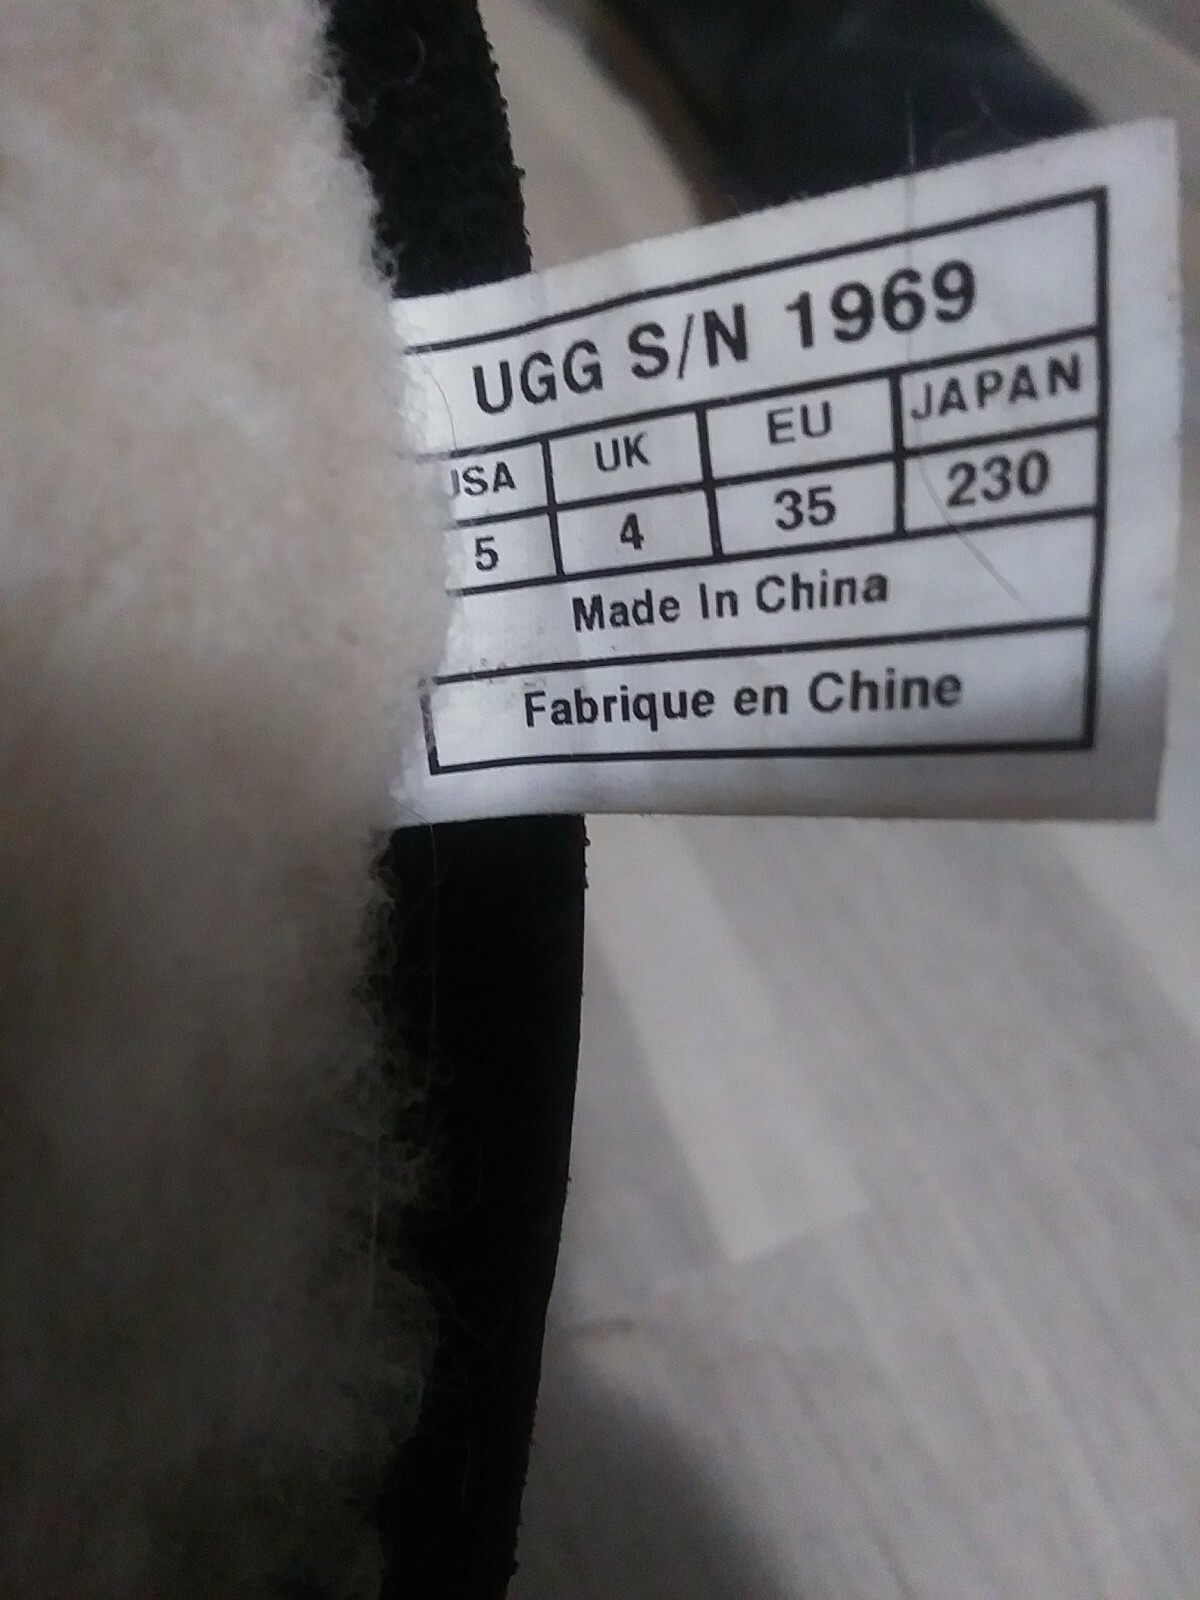 UGG S/N 1969
USA UK EU JAPAN
5 4 35 230
Made In China
Fabrique en Chine